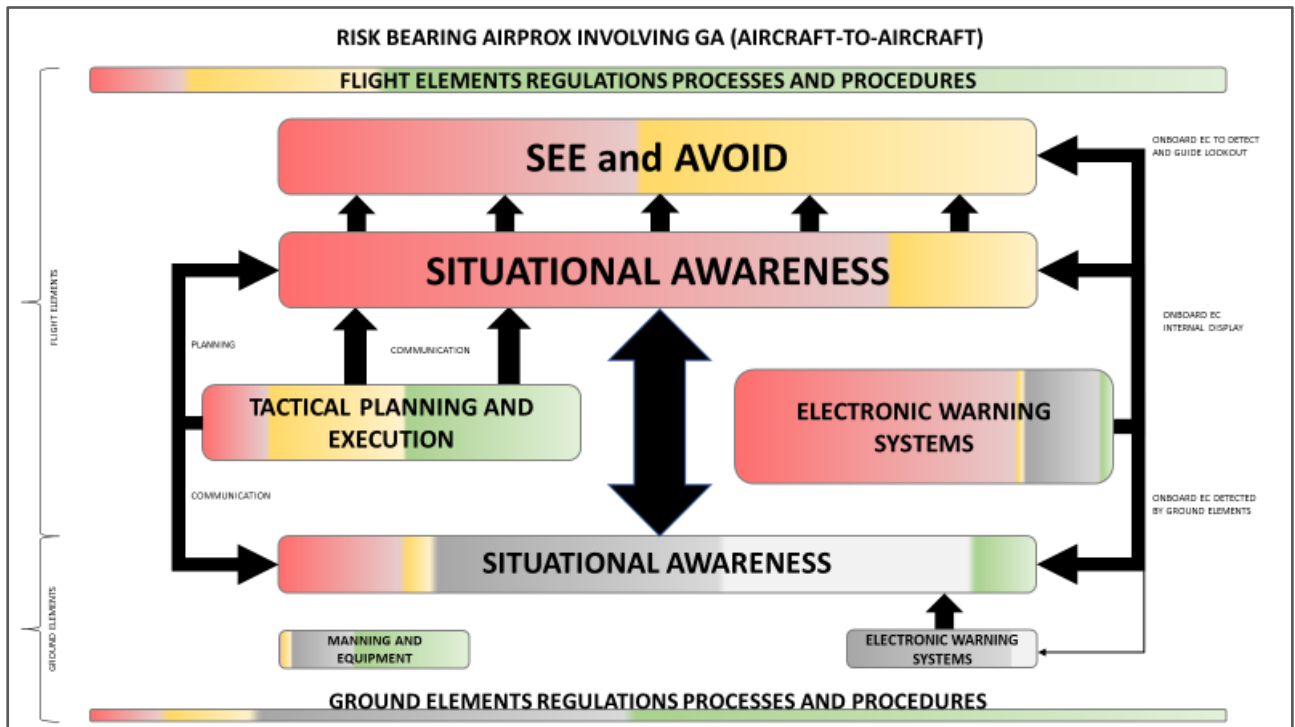 RISK BEARING AIRPROX INVOLVING GA (AIRCRAFT-TO-AIRCRAFT)
FLIGHT ELEMENTS REGULATIONS PROCESSES AND PROCEDURES
SEE and AVOID
ONBOARD EC TO DETECT
AND GUIDE LOOKOUT
SITUATIONAL AWARENESS
FLIGHT ELEMENTS
PLANNING
COMMUNICATION
ONBOARD EC
INTERNAL DISPLAY
TACTICAL PLANNING AND
EXECUTION
ELECTRONIC WARNING
SYSTEMS
COMMUNICATION
ONBOARD EC DETECTED
BY GROUND ELEMENTS
SITUATIONAL AWARENESS
GROUND ELEMENTS
MANNING AND
EQUIPMENT
ELECTRONIC WARNING
SYSTEMS
GROUND ELEMENTS REGULATIONS PROCESSES AND PROCEDURES